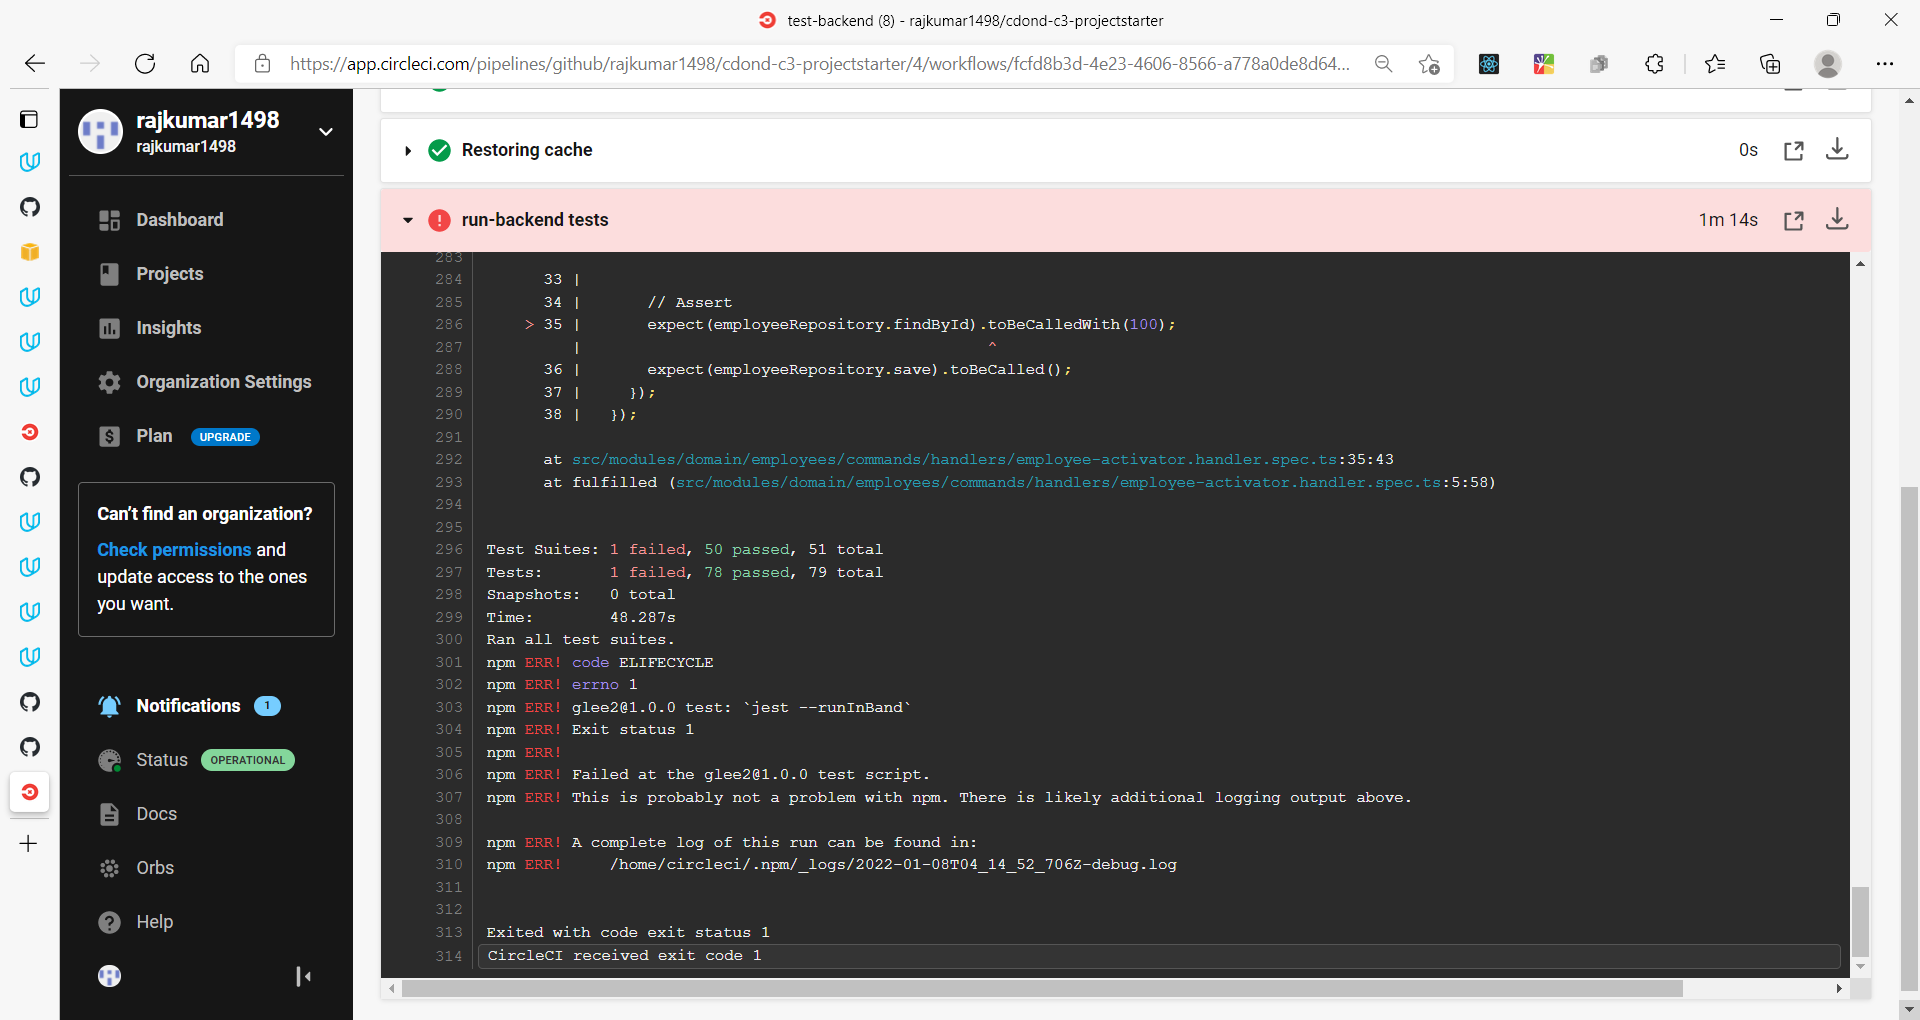 test-backend (8) - rajkumar1498/cdond-c3-projectstarter
https://app.circleci.com/pipelines/github/rajkumar1498/cdond-c3-projectstarter/4/workflows/fcfd8b3d-4e23-4606-8566-a778a0de8d64...
rajkumar1498
rajkumar1498
Dashboard
Projects
Insights
Organization Settings
Plan UPGRADE
Can't find an organization?
Check permissions and
update access to the ones
you want.
Notifications 1
Status OPERATIONAL
Docs
Orbs
Help
Restoring cache 0s
run-backend tests 1m 14s
283
284 33 |
285 34 | // Assert
286 > 35 | expect(employeeRepository.findById).toBeCalledWith(100);
287 | ^
288 36 | expect(employeeRepository.save).toBeCalled();
289 37 | });
290 38 | });
291
292 at src/modules/domain/employees/commands/handlers/employee-activator.handler.spec.ts:35:43
293 at fulfilled (src/modules/domain/employees/commands/handlers/employee-activator.handler.spec.ts:5:58)
294
295
296 Test Suites: 1 failed, 50 passed, 51 total
297 Tests: 1 failed, 78 passed, 79 total
298 Snapshots: 0 total
299 Time: 48.287s
300 Ran all test suites.
301 npm ERR! code ELIFECYCLE
302 npm ERR! errno 1
303 npm ERR! glee2@1.0.0 test: `jest --runInBand`
304 npm ERR! Exit status 1
305 npm ERR!
306 npm ERR! Failed at the glee2@1.0.0 test script.
307 npm ERR! This is probably not a problem with npm. There is likely additional logging output above.
308
309 npm ERR! A complete log of this run can be found in:
310 npm ERR! /home/circleci/.npm/_logs/2022-01-08T04_14_52_706Z-debug.log
311
312
313 Exited with code exit status 1
314 CircleCI received exit code 1